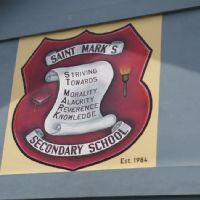 SAINT MARK'S
STRIVING
TOWARDS
MORALITY
ALACRITY
REVERENCE
KNOWLEDGE
SECONDARY SCHOOL
Est. 1984